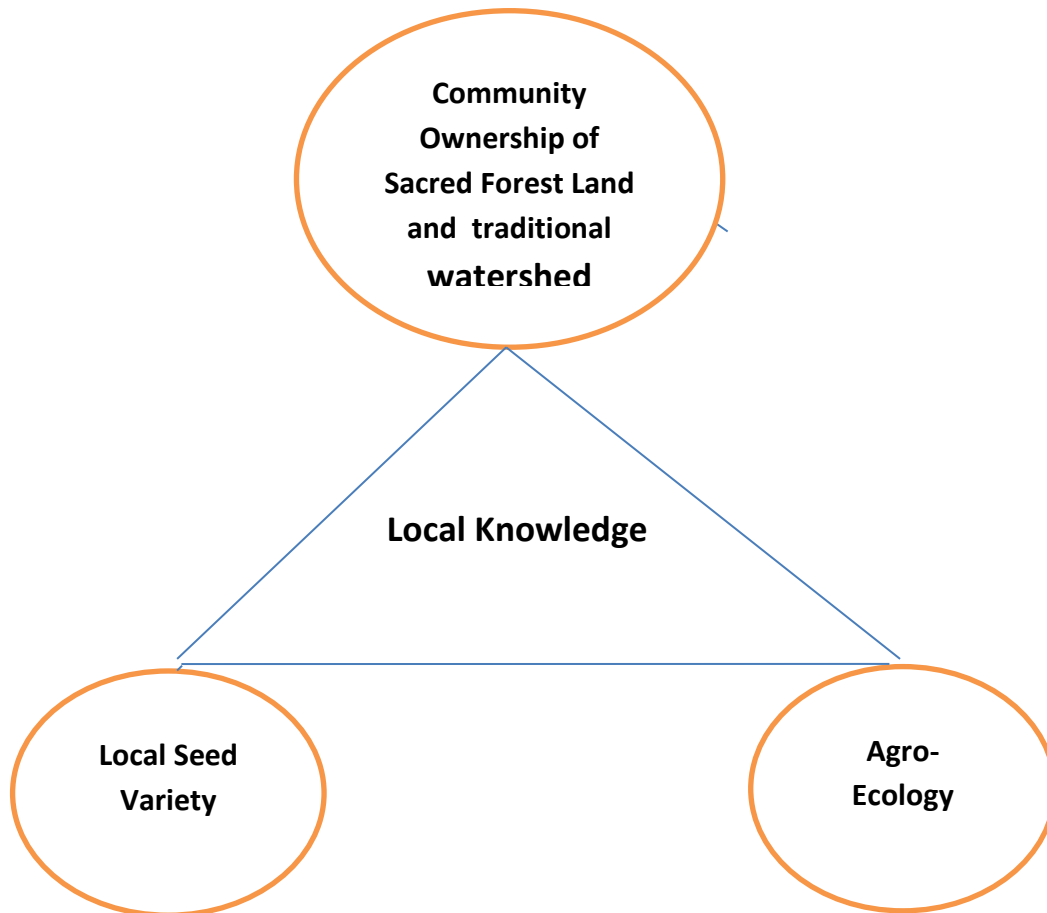 Community
Ownership of
Sacred Forest Land
and traditional
watershed
Local Knowledge
Local Seed
Variety
Agro-
Ecology